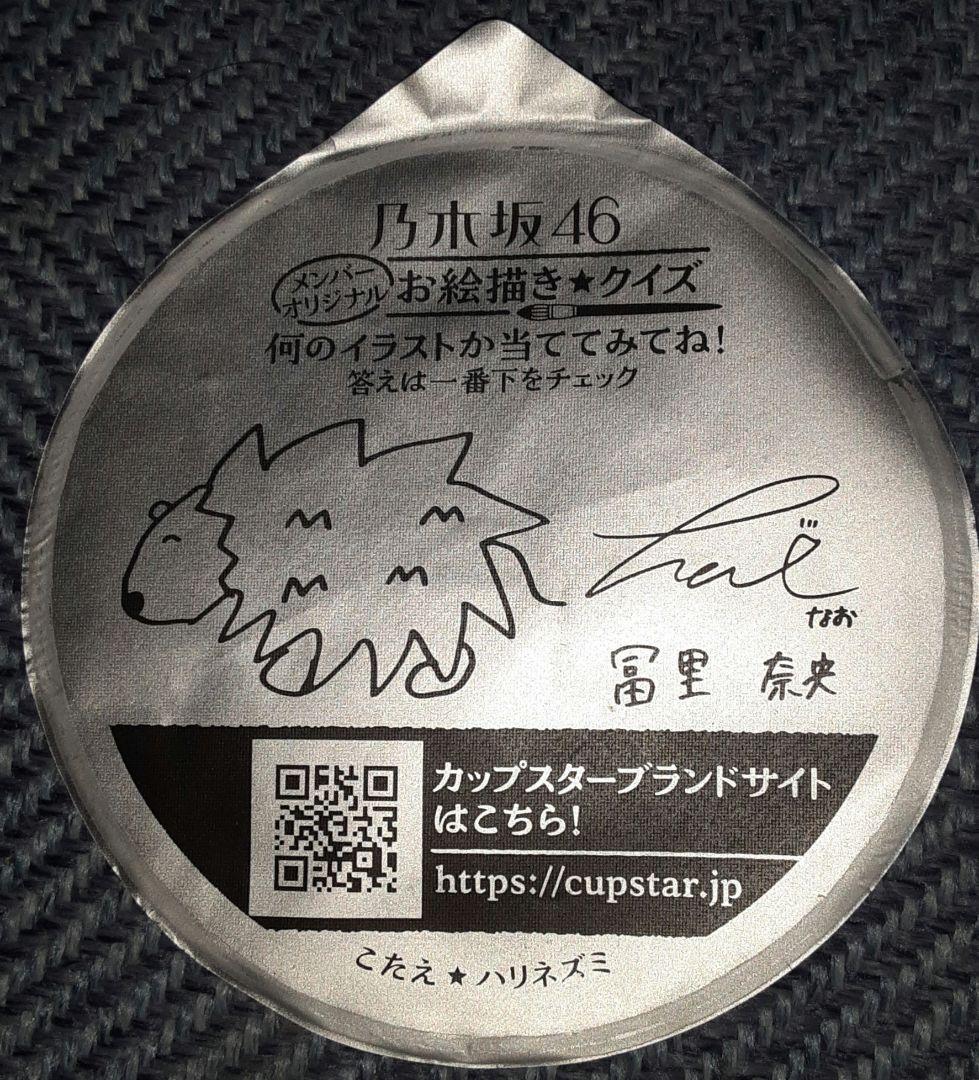 乃木坂46
メンバー
オリジナル
お絵描き★クイズ
何のイラストか当ててみてね!
答えは一番下をチェック
なお
冨里 奈央
カップスターブランドサイト
はこちら!
https://cupstar.jp
こたえ★ハリネズミ